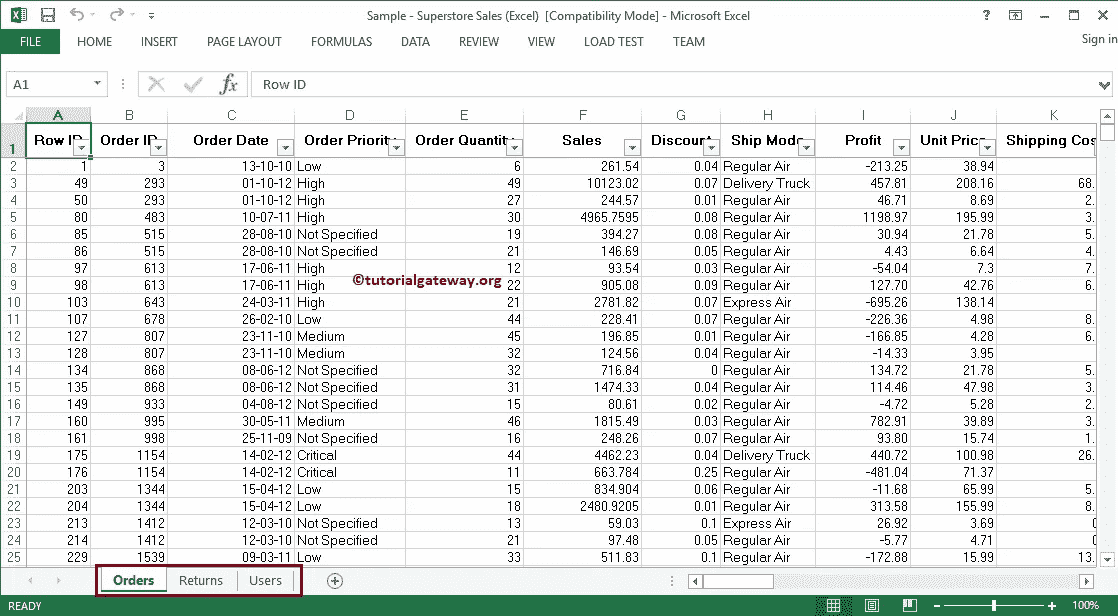 Sample - Superstore Sales (Excel) [Compatibility Mode] - Microsoft Excel
FILE HOME INSERT PAGE LAYOUT FORMULAS DATA REVIEW VIEW LOAD TEST TEAM Sign in
A1 fx Row ID
A B C D E F G H I J K
1 Row ID Order ID Order Date Order Priority Order Quantity Sales Discount Ship Mode Profit Unit Pric Shipping Cos
2 1 3 13-10-10 Low 6 261.54 0.04 Regular Air -213.25 38.94
3 49 293 01-10-12 High 49 10123.02 0.07 Delivery Truck 457.81 208.16 68.
4 50 293 01-10-12 High 27 244.57 0.01 Regular Air 46.71 8.69 2.
5 80 483 10-07-11 High 30 4965.7595 0.08 Regular Air 1198.97 195.99 3.
6 85 515 28-08-10 Not Specified 19 394.27 0.08 Regular Air 30.94 21.78 5.
7 86 515 28-08-10 Not Specified 21 146.69 0.05 Regular Air 4.43 6.64 4.
8 97 613 17-06-11 High 12 93.54 0.03 Regular Air -54.04 7.3 7.
©tutorialgateway.org
9 98 613 17-06-11 High 22 905.08 0.09 Regular Air 127.70 42.76 6.
10 103 643 24-03-11 High 21 2781.82 0.07 Express Air -695.26 138.14
11 107 678 26-02-10 Low 44 228.41 0.07 Regular Air -226.36 4.98 8.
12 127 807 23-11-10 Medium 45 196.85 0.01 Regular Air -166.85 4.28 6.
13 128 807 23-11-10 Medium 32 124.56 0.04 Regular Air -14.33 3.95
14 134 868 08-06-12 Not Specified 32 716.84 0 Regular Air 134.72 21.78 5.
15 135 868 08-06-12 Not Specified 31 1474.33 0.04 Regular Air 114.46 47.98 3.
16 149 933 04-08-12 Not Specified 15 80.61 0.02 Regular Air -4.72 5.28 2.
17 160 995 30-05-11 Medium 46 1815.49 0.03 Regular Air 782.91 39.89 3.
18 161 998 25-11-09 Not Specified 16 248.26 0.07 Regular Air 93.80 15.74 1.
19 175 1154 14-02-12 Critical 44 4462.23 0.04 Delivery Truck 440.72 100.98 26.
20 176 1154 14-02-12 Critical 11 663.784 0.25 Regular Air -481.04 71.37
21 203 1344 15-04-12 Low 15 834.904 0.06 Regular Air -11.68 65.99 5.
22 204 1344 15-04-12 Low 18 2480.9205 0.01 Regular Air 313.58 155.99 8.
23 213 1412 12-03-10 Not Specified 13 59.03 0.1 Express Air 26.92 3.69 0
24 214 1412 12-03-10 Not Specified 21 97.48 0.05 Regular Air -5.77 4.71 0
25 229 1539 09-03-11 Low 33 511.83 0.1 Regular Air -172.88 15.99 13.
Orders Returns Users
READY 100%